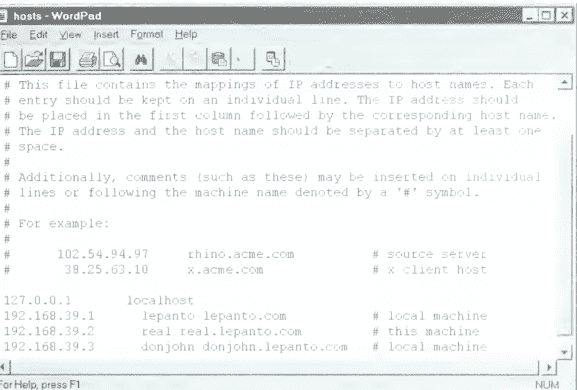 hosts - WordPad
File Edit View Insert Format Help
# This file contains the mappings of IP addresses to host names. Each
# entry should be kept on an individual line. The IP address should
# be placed in the first column followed by the corresponding host name.
# The IP address and the host name should be separated by at least one
# space.
#
# Additionally, comments (such as these) may be inserted on individual
# lines or following the machine name denoted by a '#' symbol.
#
# For example:
#
# 102.54.94.97 rhino.acme.com # source server
# 38.25.63.10 x.acme.com # x client host
127.0.0.1 localhost
192.168.39.1 lepanto lepanto.com # local machine
192.168.39.2 real real.lepanto.com # this machine
192.168.39.3 donjohn donjohn.lepanto.com # local machine
For Help, press F1 NUM